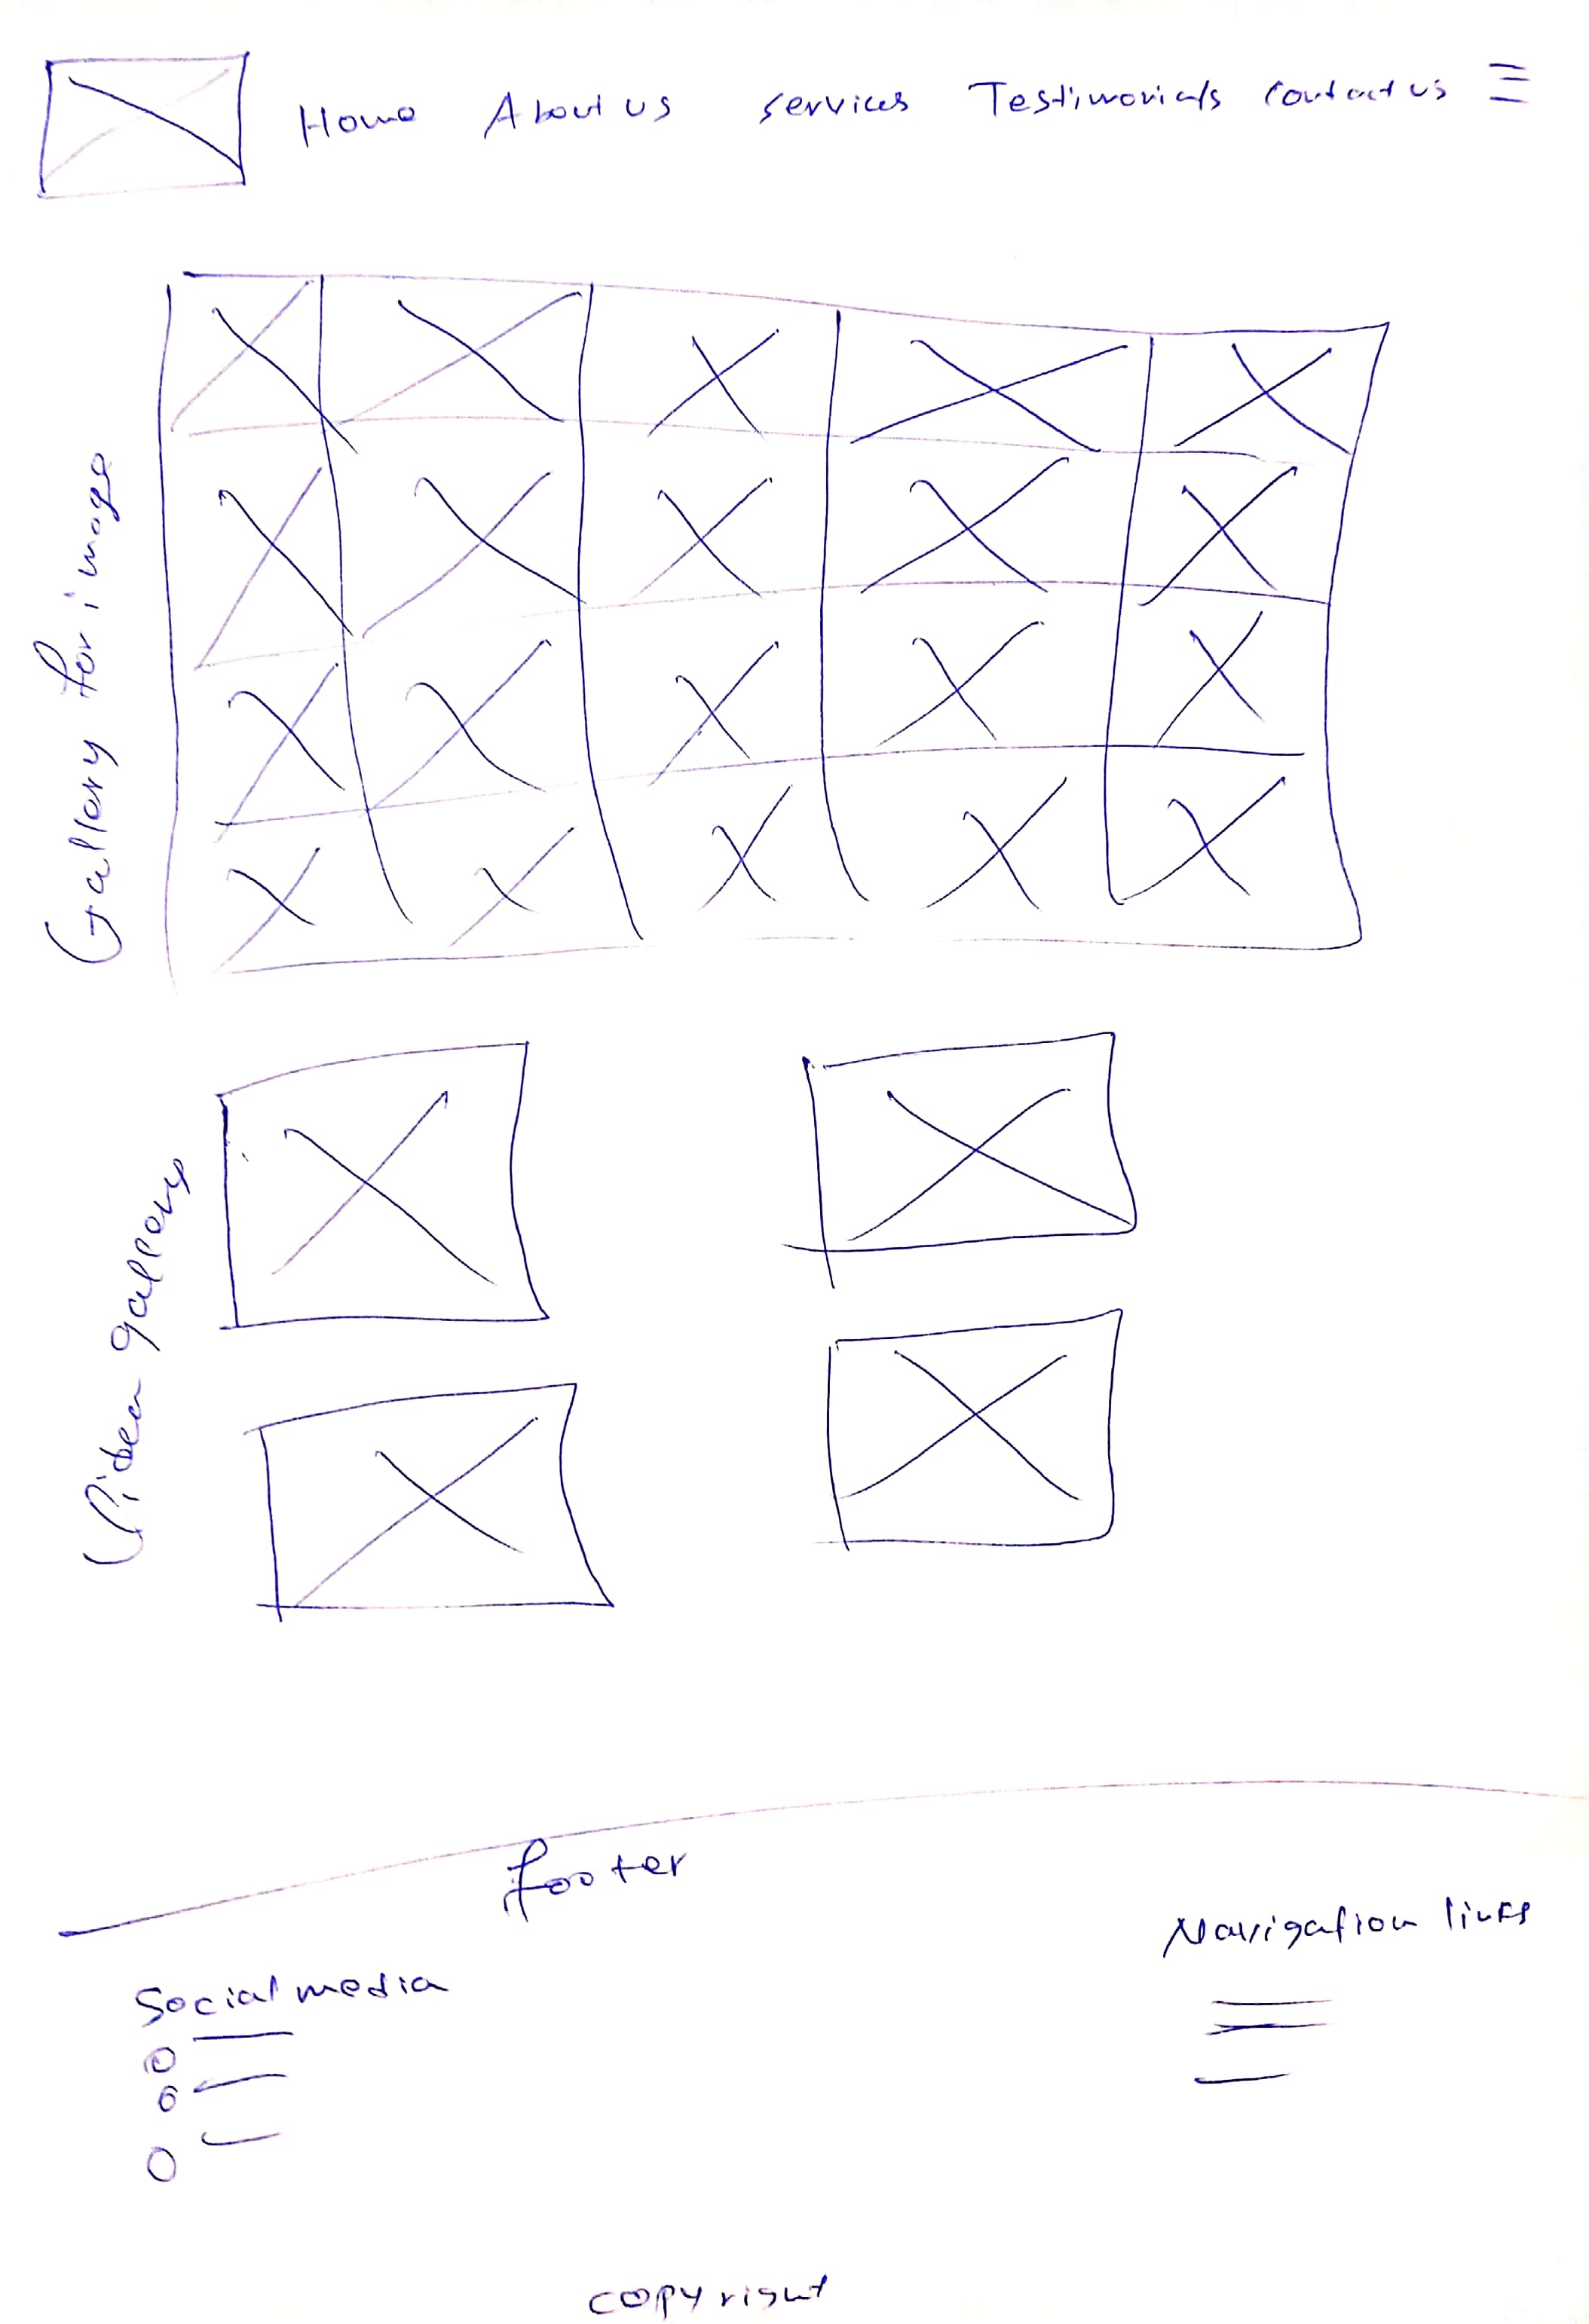 Home About us services Testimonials contact us
Gallery for image
Video gallery
footer
Navigation links
Social media
copyright